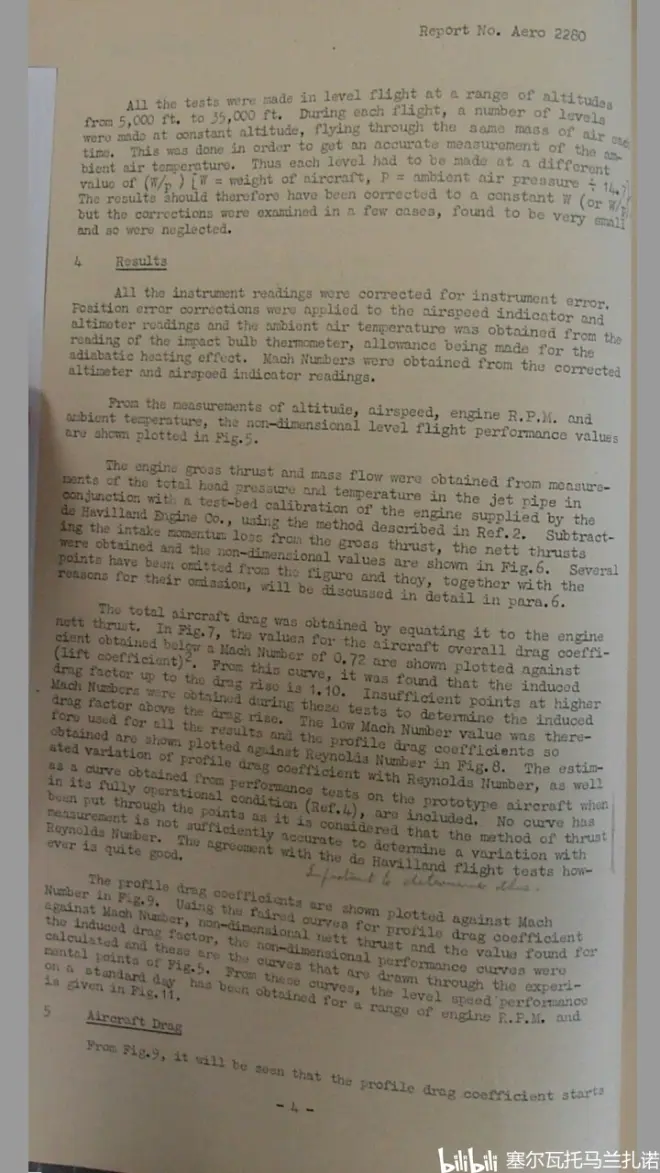 Report No. Aero 2280
All the tests were made in level flight at a range of altitudes
from 5,000 ft. to 35,000 ft. During each flight, a number of levels
were made at constant altitude, flying through the same mass of air each
time. This was done in order to get an accurate measurement of the am-
bient air temperature. Thus each level had to be made at a different
value of (W/p) [W = weight of aircraft, P = ambient air pressure ÷ 14.7]
The results should therefore have been corrected to a constant W (or W/p)
but the corrections were examined in a few cases, found to be very small
and so were neglected.
4 Results
All the instrument readings were corrected for instrument error.
Position error corrections were applied to the airspeed indicator and
altimeter readings and the ambient air temperature was obtained from the
reading of the impact bulb thermometer, allowance being made for the
adiabatic heating effect. Mach Numbers were obtained from the corrected
altimeter and airspeed indicator readings.
From the measurements of altitude, airspeed, engine R.P.M. and
ambient temperature, the non-dimensional level flight performance values
are shown plotted in Fig.5.
The engine gross thrust and mass flow were obtained from measure-
ments of the total head pressure and temperature in the jet pipe in
conjunction with a test-bed calibration of the engine supplied by the
de Havilland Engine Co., using the method described in Ref.2. Subtract-
ing the intake momentum loss from the gross thrust, the nett thrusts
were obtained and the non-dimensional values are shown in Fig.6. Several
points have been omitted from the figure and they, together with the
reasons for their omission, will be discussed in detail in para.6.
The total aircraft drag was obtained by equating it to the engine
nett thrust. In Fig.7, the values for the aircraft overall drag coeffi-
cient obtained below a Mach Number of 0.72 are shown plotted against
(lift coefficient)². From this curve, it was found that the induced
drag factor up to the drag rise is 1.10. Insufficient points at higher
Mach Numbers were obtained during these tests to determine the induced
drag factor above the drag rise. The low Mach Number value was there-
fore used for all the results and the profile drag coefficients so
obtained are shown plotted against Reynolds Number in Fig.8. The estim-
ated variation of profile drag coefficient with Reynolds Number, as well
as a curve obtained from performance tests on the prototype aircraft when
in its fully operational condition (Ref.4), are included. No curve has
been put through the points as it is considered that the method of thrust
measurement is not sufficiently accurate to determine a variation with
Reynolds Number. The agreement with the de Havilland flight tests how-
ever is quite good.
to determine this.
The profile drag coefficients are shown plotted against Mach
Number in Fig.9. Using the faired curves for profile drag coefficient
against Mach Number, non-dimensional nett thrust and the value found for
the induced drag factor, the non-dimensional performance curves were
calculated and these are the curves that are drawn through the experi-
mental points of Fig.5. From these curves, the level speed performance
on a standard day has been obtained for a range of engine R.P.M. and
is given in Fig.11.
5 Aircraft Drag
From Fig.9, it will be seen that the profile drag coefficient starts
- 4 -
bilibili 塞尔瓦托马兰扎诺